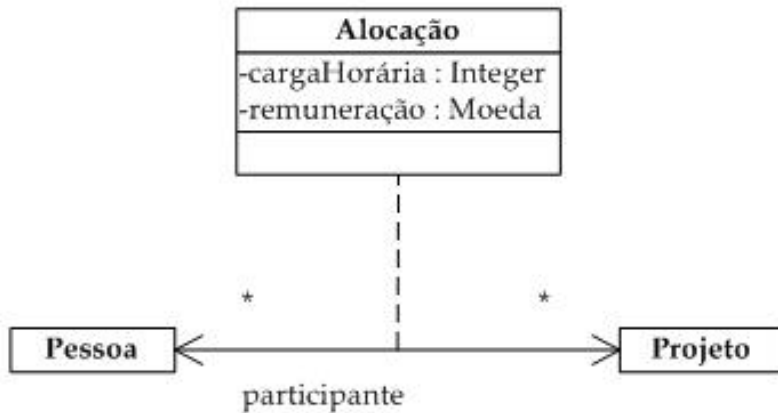 Alocação
-cargaHorária : Integer
-remuneração : Moeda
* *
Pessoa Projeto
participante